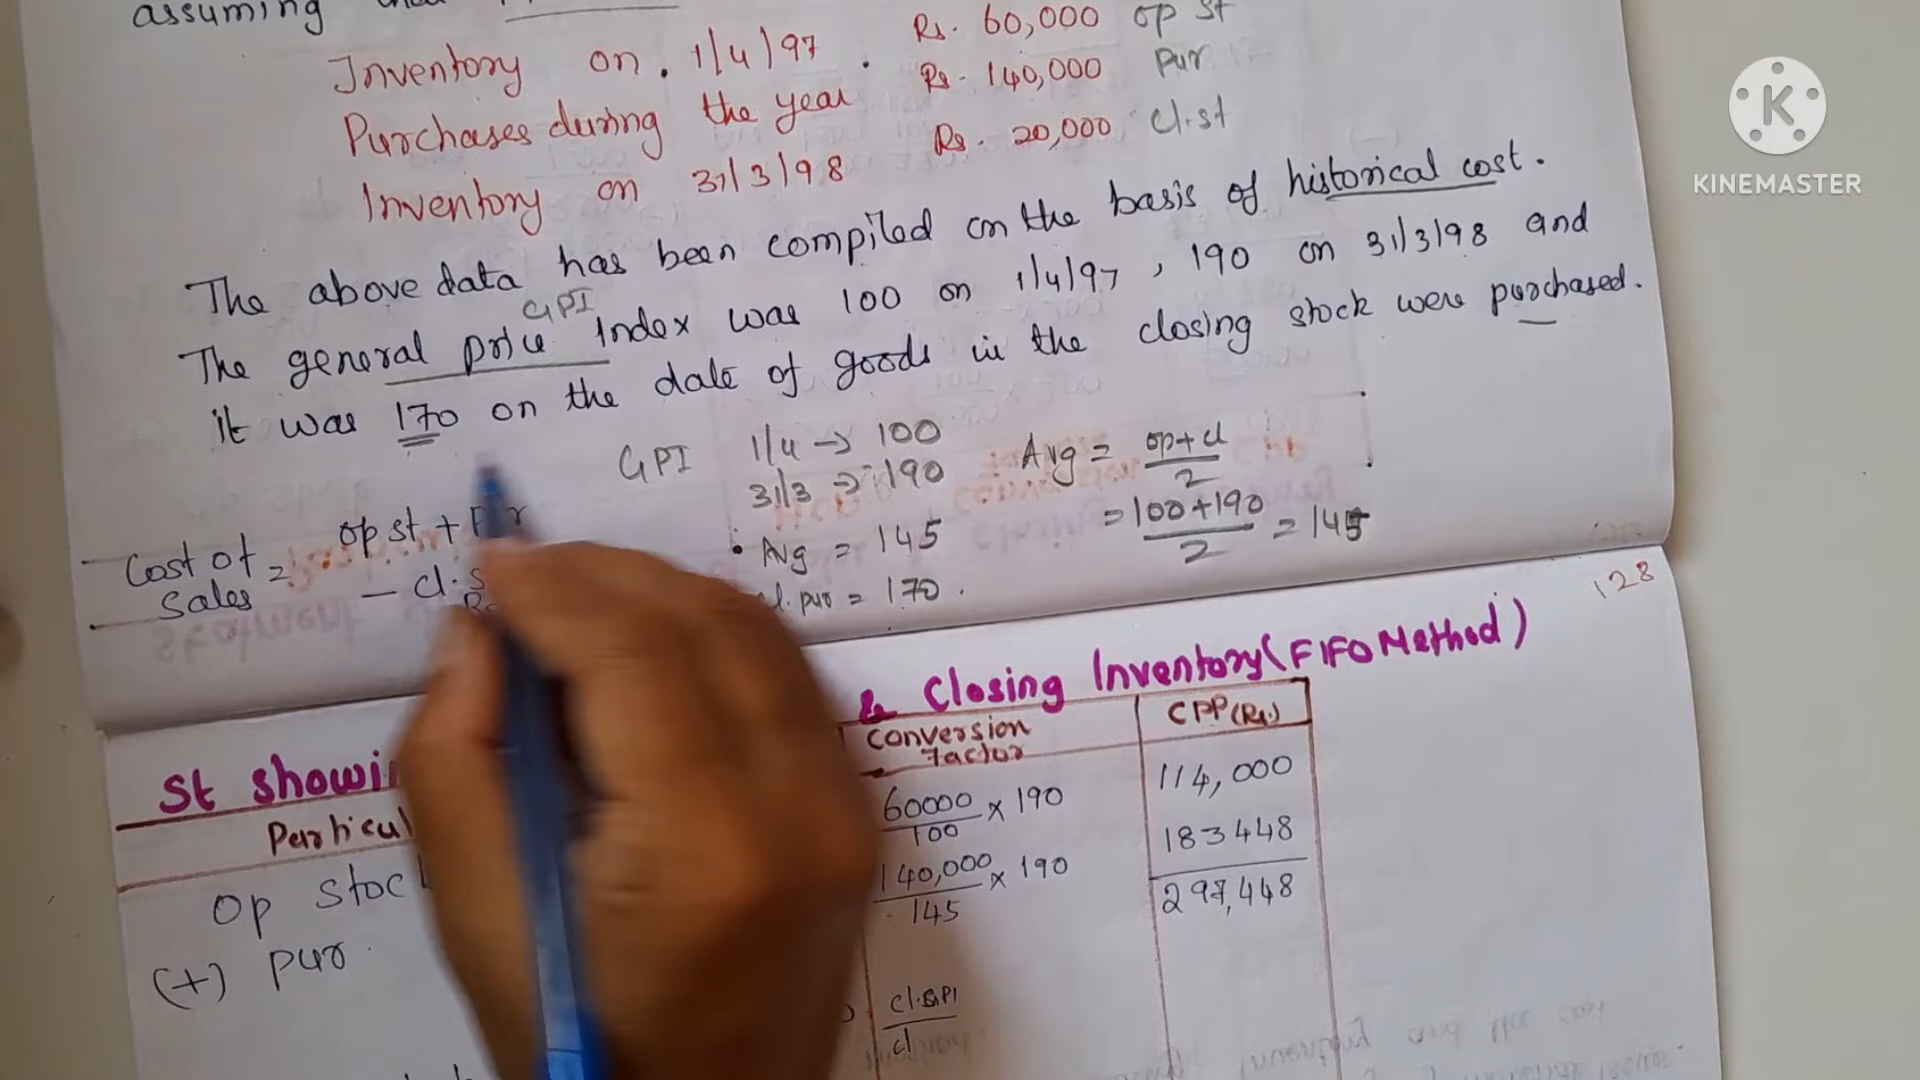 assuming
Inventory on 1/4/97. Rs. 60,000 op st
Purchases during the year Rs. 140,000 Pur
Inventory on 31/3/98 Rs. 20,000 cl.st
The above data has been compiled on the basis of historical cost.
GPI
The general price Index was 100 on 1/4/97, 190 on 31/3/98 and
it was 170 on the date of goods in the closing stock were purchased.
GPI 1/4 → 100 Avg = op+cl/2
31/3 → 190
= 100+190/2 = 145
Cost of Sales = op st + Pur
- cl.s
Avg = 145
pur = 170.
128
St showi & Closing Inventory (FIFO Method)
Particul Conversion factor CPP (Rs.)
Op stoc 60000/100 x 190 114,000
(+) Pur. 140,000/145 x 190 183448
297,448
cl.GPI/cl
KINEMASTER